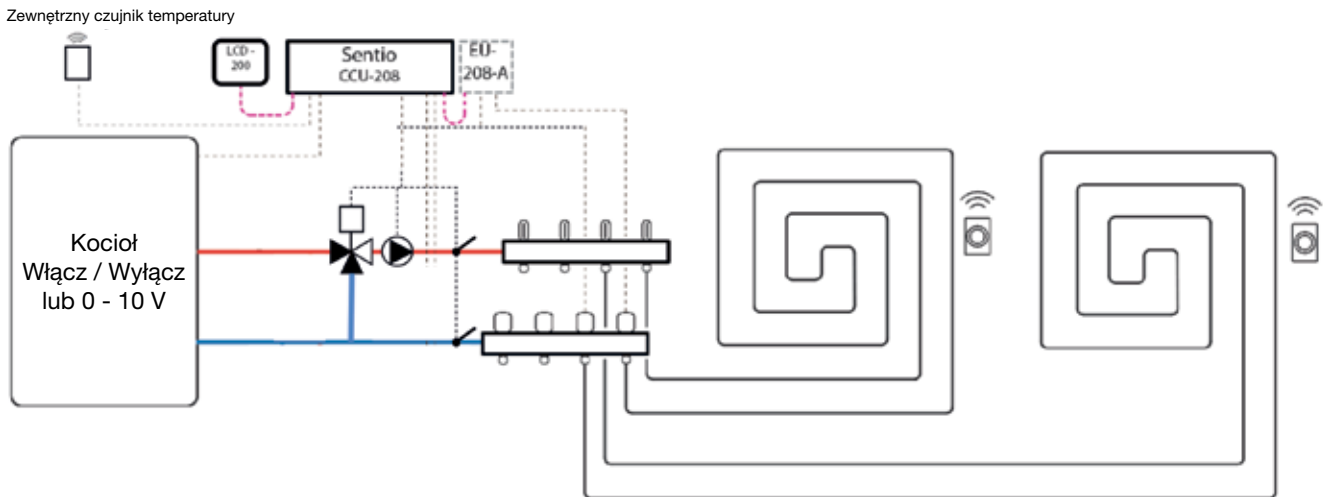 Zewnętrzny czujnik temperatury
LCD -
200
Sentio
CCU-208
EU-
208-A
Kocioł
Włącz / Wyłącz
lub 0 - 10 V